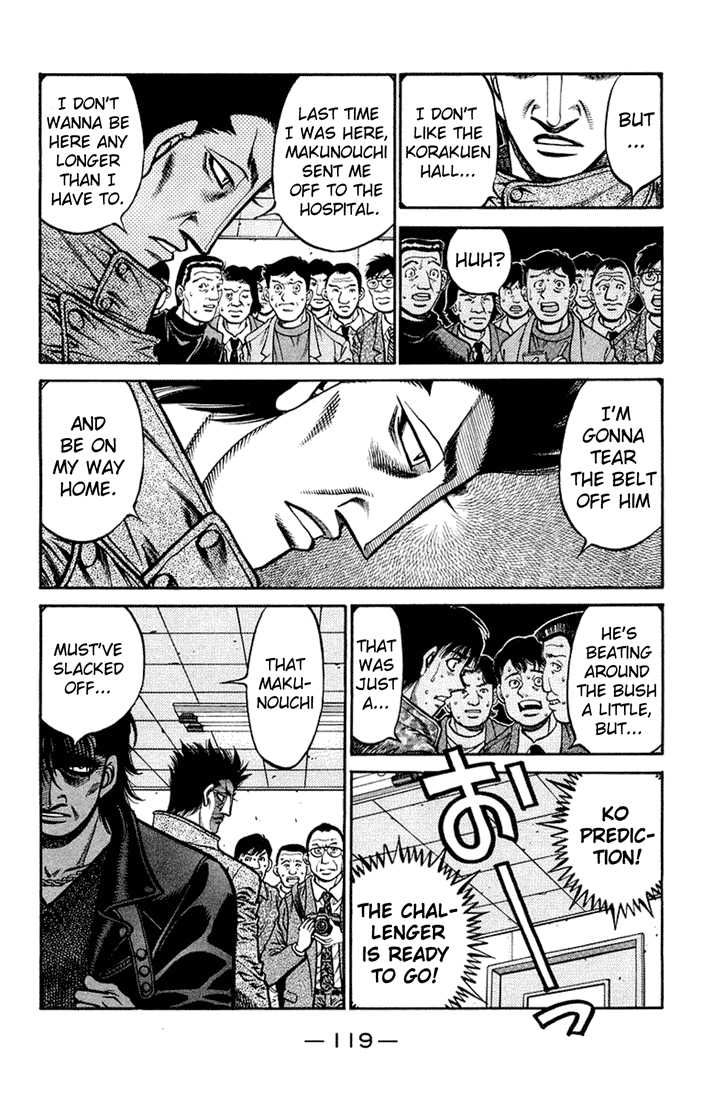 BUT
...
I DON'T
LIKE THE
KORAKUEN
HALL...
LAST TIME
I WAS HERE,
MAKUNOUCHI
SENT ME
OFF TO THE
HOSPITAL.
I DON'T
WANNA BE
HERE ANY
LONGER
THAN I
HAVE TO.
HUH?
I'M
GONNA
TEAR
THE BELT
OFF HIM
AND
BE ON
MY WAY
HOME.
HE'S
BEATING
AROUND
THE BUSH
A LITTLE,
BUT...
THAT
WAS
JUST
A...
KO
PREDIC-
TION!
THE CHAL-
LENGER
IS READY
TO GO!
おーっ
THAT
MAKU-
NOUCHI
MUST'VE
SLACKED
OFF...
— 119 —